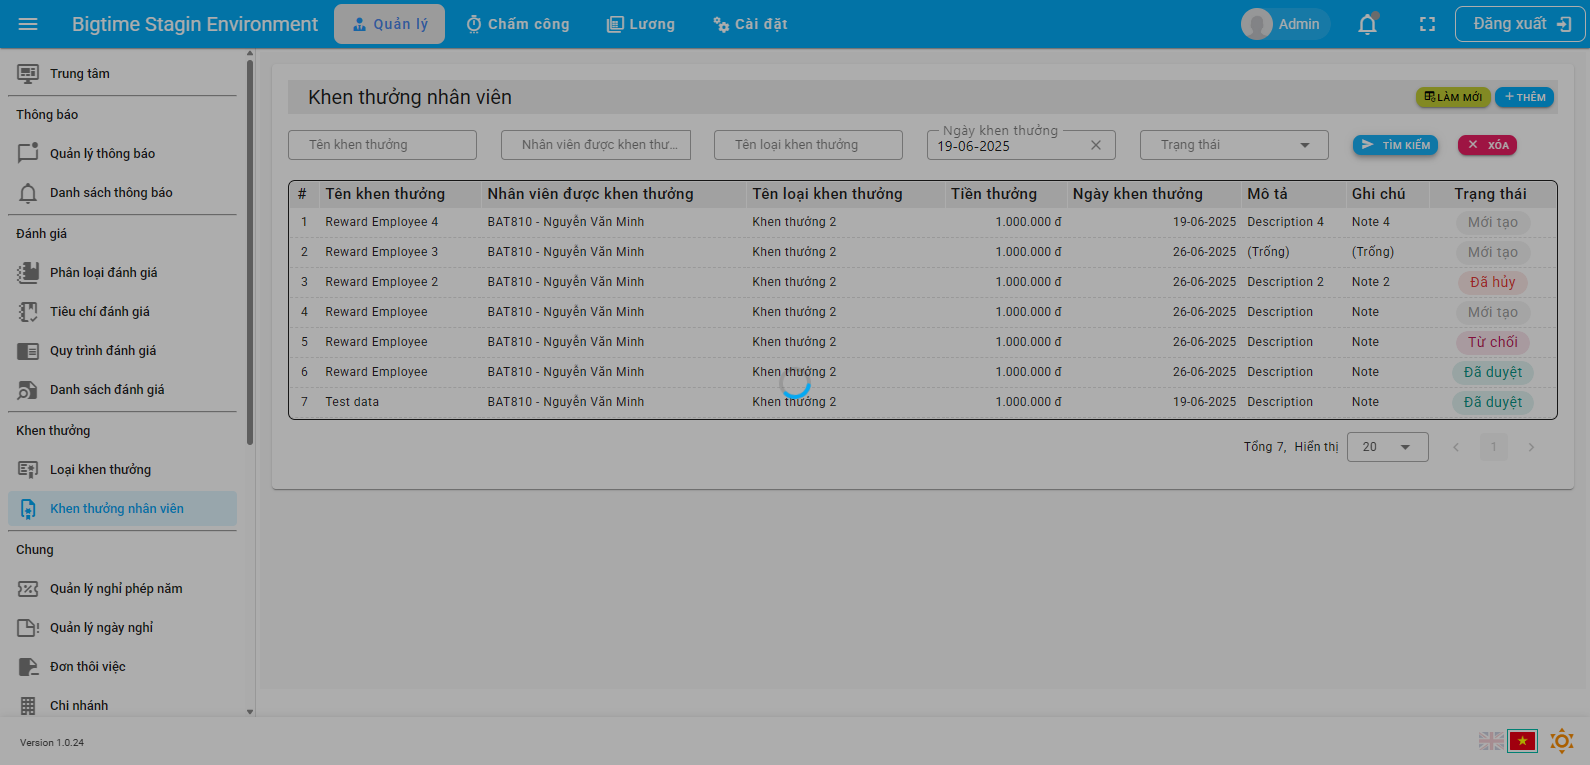 Bigtime Stagin Environment
Quản lý
Chấm công
Lương
Cài đặt
Admin
Đăng xuất
Trung tâm
Thông báo
Quản lý thông báo
Danh sách thông báo
Đánh giá
Phân loại đánh giá
Tiêu chí đánh giá
Quy trình đánh giá
Danh sách đánh giá
Khen thưởng
Loại khen thưởng
Khen thưởng nhân viên
Chung
Quản lý nghỉ phép năm
Quản lý ngày nghỉ
Đơn thôi việc
Chi nhánh
Khen thưởng nhân viên
LÀM MỚI
+ THÊM
Tên khen thưởng
Nhân viên được khen thư...
Tên loại khen thưởng
Ngày khen thưởng
19-06-2025
Trạng thái
TÌM KIẾM
XÓA
# Tên khen thưởng Nhân viên được khen thưởng Tên loại khen thưởng Tiền thưởng Ngày khen thưởng Mô tả Ghi chú Trạng thái
1 Reward Employee 4 BAT810 - Nguyễn Văn Minh Khen thưởng 2 1.000.000 đ 19-06-2025 Description 4 Note 4 Mới tạo
2 Reward Employee 3 BAT810 - Nguyễn Văn Minh Khen thưởng 2 1.000.000 đ 26-06-2025 (Trống) (Trống) Mới tạo
3 Reward Employee 2 BAT810 - Nguyễn Văn Minh Khen thưởng 2 1.000.000 đ 26-06-2025 Description 2 Note 2 Đã hủy
4 Reward Employee BAT810 - Nguyễn Văn Minh Khen thưởng 2 1.000.000 đ 26-06-2025 Description Note Mới tạo
5 Reward Employee BAT810 - Nguyễn Văn Minh Khen thưởng 2 1.000.000 đ 26-06-2025 Description Note Từ chối
6 Reward Employee BAT810 - Nguyễn Văn Minh Khen thưởng 2 1.000.000 đ 26-06-2025 Description Note Đã duyệt
7 Test data BAT810 - Nguyễn Văn Minh Khen thưởng 2 1.000.000 đ 19-06-2025 Description Note Đã duyệt
Tổng 7, Hiển thị 20 1
Version 1.0.24